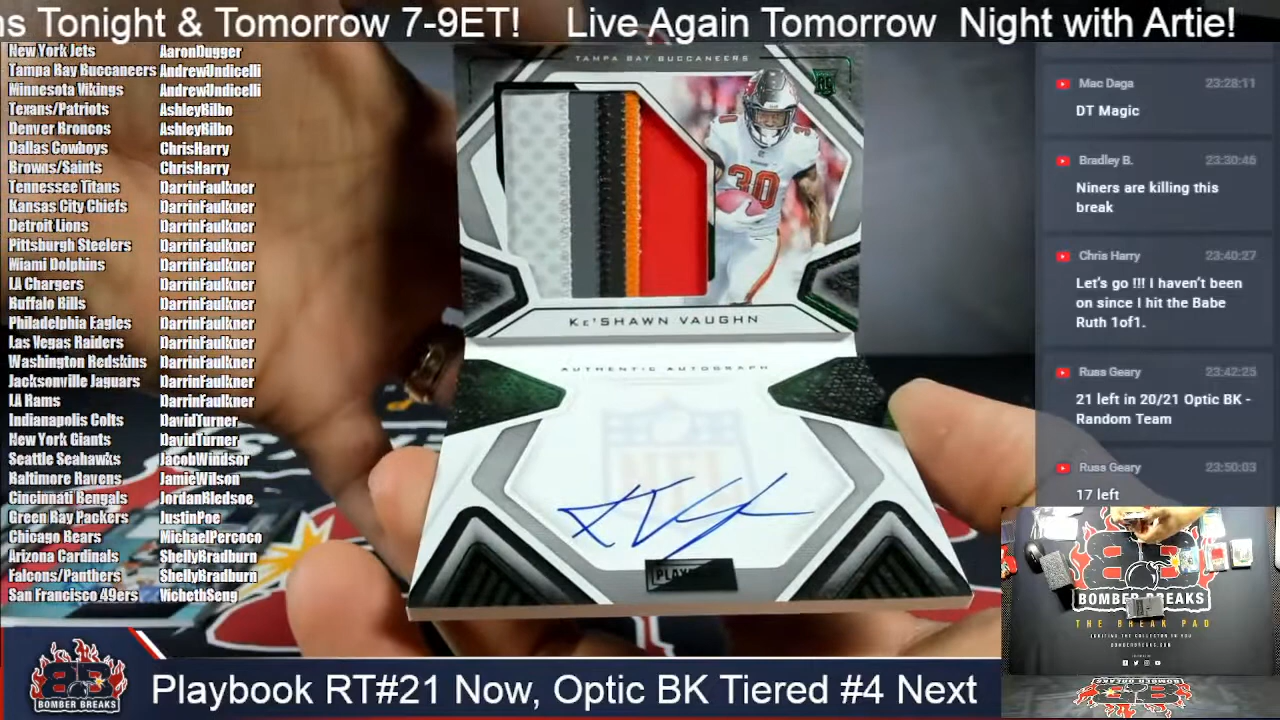 ns Tonight & Tomorrow 7-9ET! Live Again Tomorrow Night with Artie!
New York Jets AaronDugger
Tampa Bay Buccaneers AndrewUndicelli
Minnesota Vikings AndrewUndicelli
Texans/Patriots AshleyBilbo
Denver Broncos AshleyBilbo
Dallas Cowboys ChrisHarry
Browns/Saints ChrisHarry
Tennessee Titans DarrinFaulkner
Kansas City Chiefs DarrinFaulkner
Detroit Lions DarrinFaulkner
Pittsburgh Steelers DarrinFaulkner
Miami Dolphins DarrinFaulkner
LA Chargers DarrinFaulkner
Buffalo Bills DarrinFaulkner
Philadelphia Eagles DarrinFaulkner
Las Vegas Raiders DarrinFaulkner
Washington Redskins DarrinFaulkner
Jacksonville Jaguars DarrinFaulkner
LA Rams DarrinFaulkner
Indianapolis Colts DavidTurner
New York Giants DavidTurner
Seattle Seahawks JacobWindsor
Baltimore Ravens JamieWilson
Cincinnati Bengals JordanBledsoe
Green Bay Packers JustinPoe
Chicago Bears MichaelPercoco
Arizona Cardinals ShellyBradburn
Falcons/Panthers ShellyBradburn
San Francisco 49ers VichethSeng
TAMPA BAY BUCCANEERS
RC
30
30
KE'SHAWN VAUGHN
AUTHENTIC AUTOGRAPH
NFL
PLAY
Mac Daga 23:28:11
DT Magic
Bradley B. 23:30:46
Niners are killing this
break
Chris Harry 23:40:27
Let's go !!! I haven't been
on since I hit the Babe
Ruth 1of1.
Russ Geary 23:42:25
21 left in 20/21 Optic BK -
Random Team
Russ Geary 23:50:03
17 left
BOMBER BREAKS
THE BREAK PAD
BOMBERBREAKS.COM
BOMBER BREAKS
Playbook RT#21 Now, Optic BK Tiered #4 Next